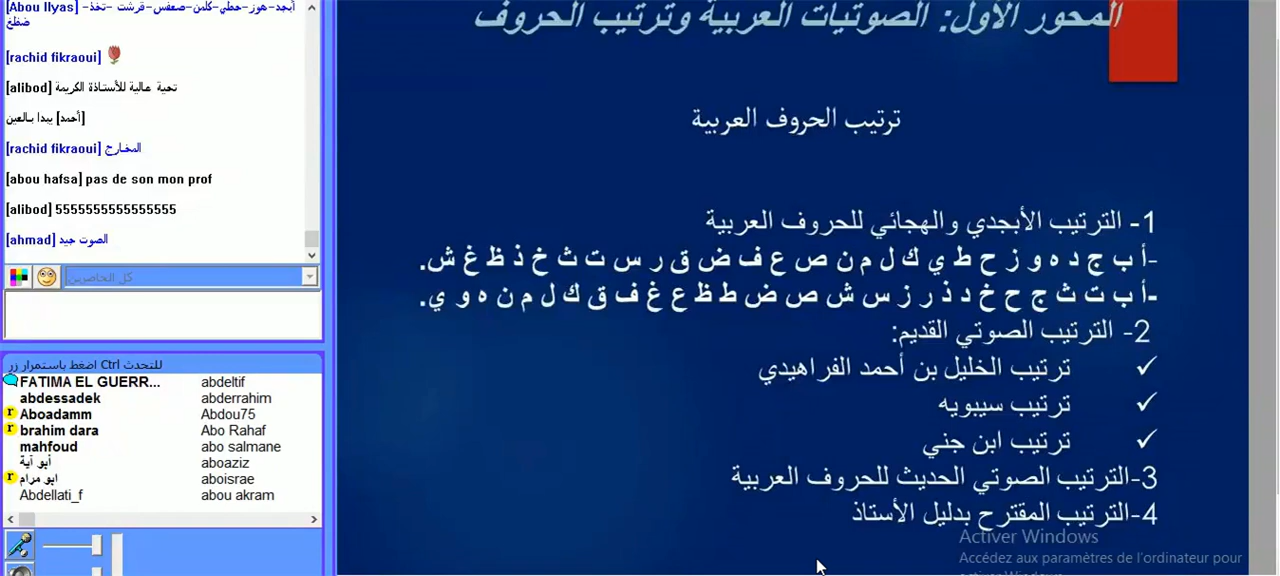 [Abou Ilyas] أبجد-هوز-حطي-كلمن-صعفس-قرشت -تخذ-
ضظغ
[rachid fikraoui]
[alibod] تحية عالية للأستاذة الكريمة
[أحمد] يبدا بالعين
[rachid fikraoui] المخارج
[abou hafsa] pas de son mon prof
[alibod] 5555555555555555
[ahmad] الصوت جيد
كل الحاضرين
للتحدث Ctrl اضغط باستمرار زر
FATIMA EL GUERR... abdeltif
abdessadek abderrahim
Aboadamm Abdou75
brahim dara Abo Rahaf
mahfoud abo salmane
أبو آية aboaziz
ابو مرام aboisrae
Abdellati_f abou akram
المحور الأول: الصوتيات العربية وترتيب الحروف
ترتيب الحروف العربية
1- الترتيب الأبجدي والهجائي للحروف العربية
-أ ب ج د ه و ز ح ط ي ك ل م ن ص ع ف ض ق ر س ت ث خ ذ ظ غ ش.
-أ ب ت ث ج ح خ د ذ ر ز س ش ص ض ط ظ ع غ ف ق ك ل م ن ه و ي.
2- الترتيب الصوتي القديم:
✓ ترتيب الخليل بن أحمد الفراهيدي
✓ ترتيب سيبويه
✓ ترتيب ابن جني
3-الترتيب الصوتي الحديث للحروف العربية
4-الترتيب المقترح بدليل الأستاذ
Activer Windows
Accédez aux paramètres de l'ordinateur pour